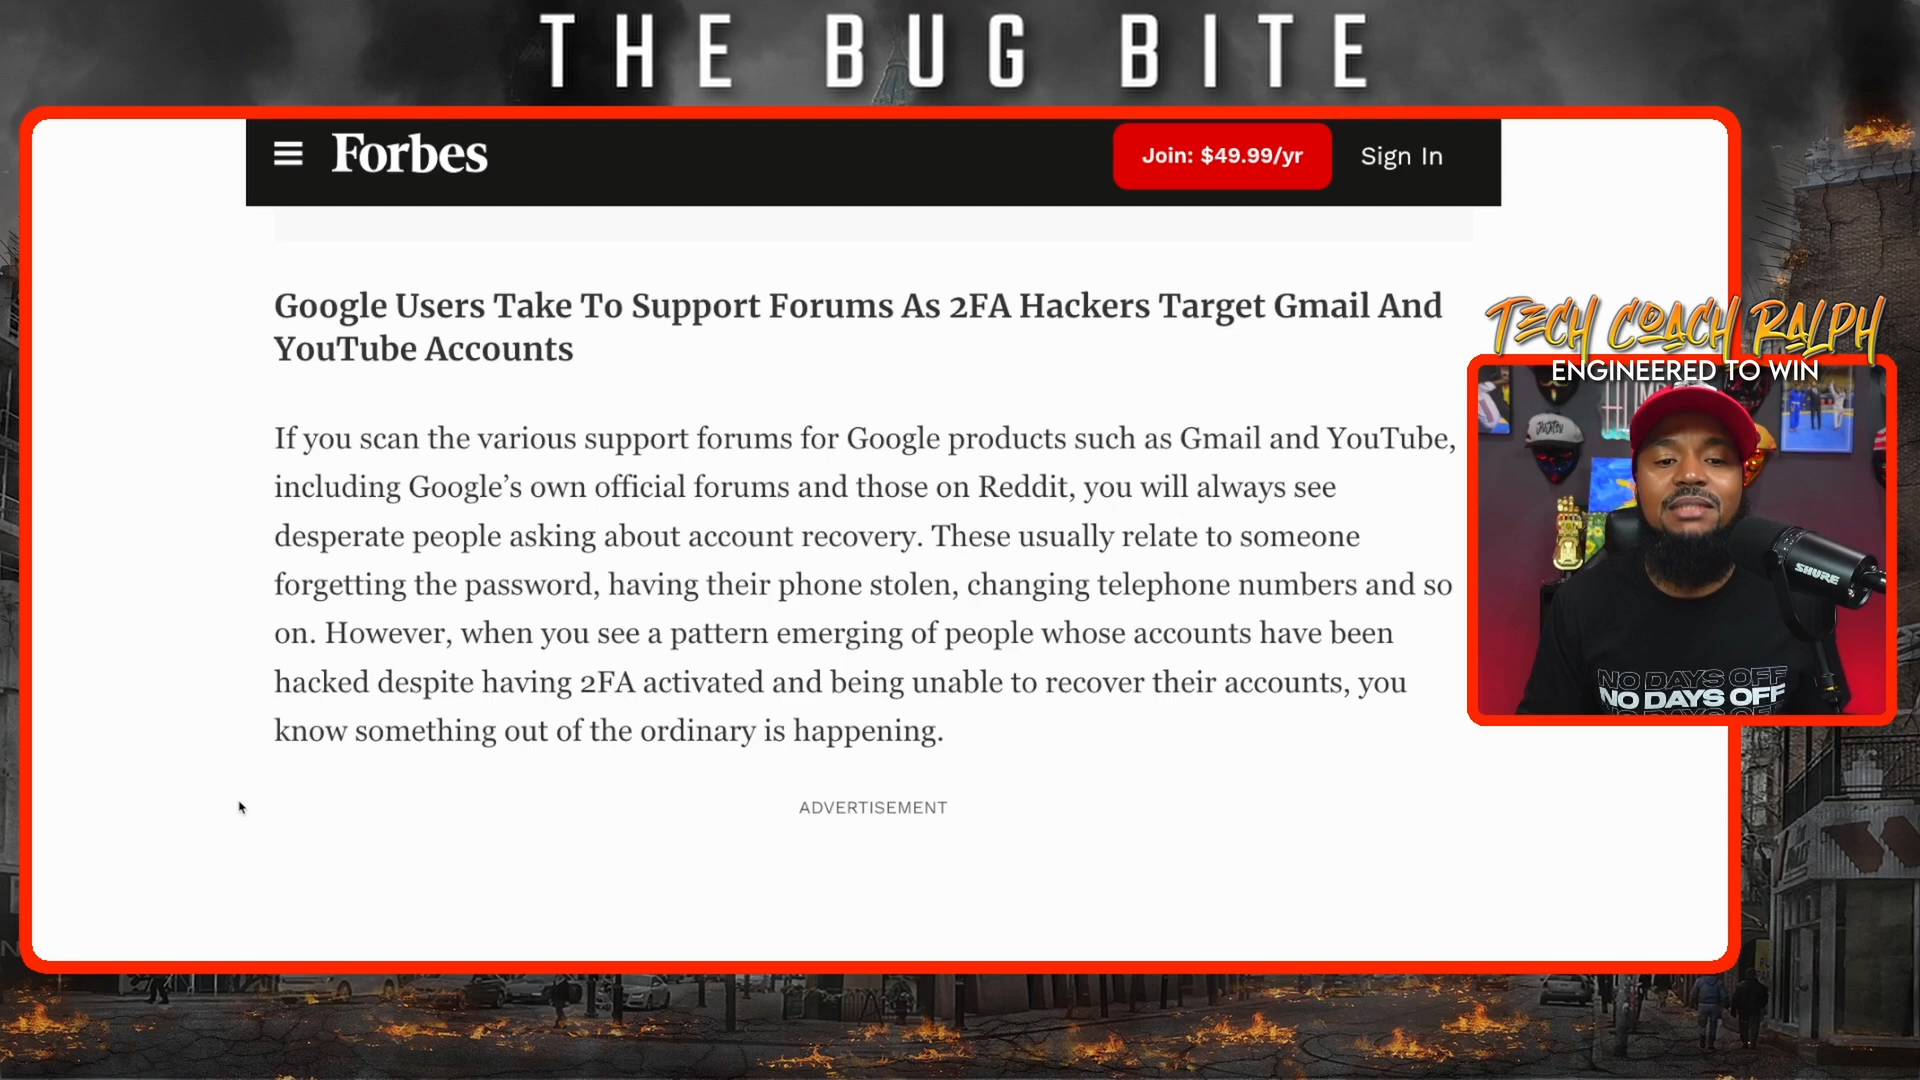 THE BUG BITE
Forbes
Join: $49.99/yr
Sign In
Google Users Take To Support Forums As 2FA Hackers Target Gmail And
YouTube Accounts
If you scan the various support forums for Google products such as Gmail and YouTube,
including Google’s own official forums and those on Reddit, you will always see
desperate people asking about account recovery. These usually relate to someone
forgetting the password, having their phone stolen, changing telephone numbers and so
on. However, when you see a pattern emerging of people whose accounts have been
hacked despite having 2FA activated and being unable to recover their accounts, you
know something out of the ordinary is happening.
ADVERTISEMENT
TECH COACH RALPH
ENGINEERED TO WIN
SHURE
NO DAYS OFF
NO DAYS OFF
NO DAYS OFF